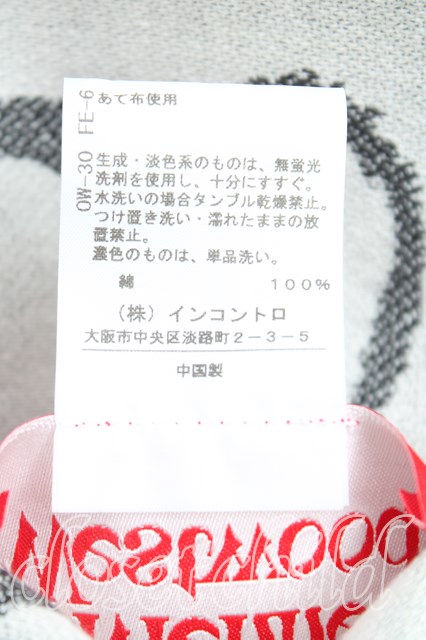 OW-30 FE-6
あて布使用
生成・淡色系のものは、無蛍光
洗剤を使用し、十分にすすぐ。
水洗いの場合タンブル乾燥禁止。
つけ置き洗い・濡れたままの放
置禁止。
濃色のものは、単品洗い。
綿 100%
(株)インコントロ
大阪市中央区淡路町2-3-5
中国製
closet child